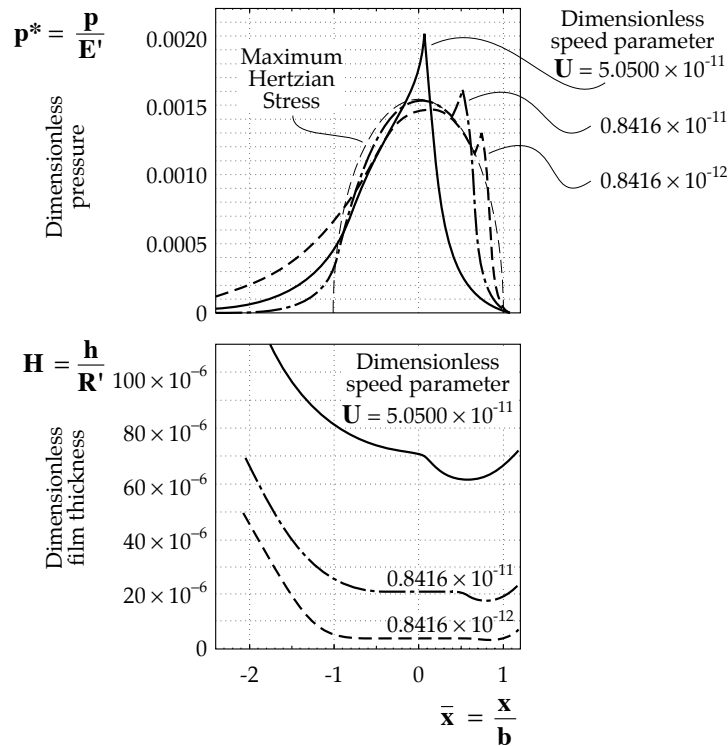 p* = p/E'
Dimensionless
pressure
0.0020
0.0015
0.0010
0.0005
0
Maximum
Hertzian
Stress
Dimensionless
speed parameter
U = 5.0500 × 10⁻¹¹
0.8416 × 10⁻¹¹
0.8416 × 10⁻¹²
H = h/R'
Dimensionless
film thickness
100 × 10⁻⁶
80 × 10⁻⁶
60 × 10⁻⁶
40 × 10⁻⁶
20 × 10⁻⁶
0
Dimensionless
speed parameter
U = 5.0500 × 10⁻¹¹
0.8416 × 10⁻¹¹
0.8416 × 10⁻¹²
-2 -1 0 1
x̄ = x/b